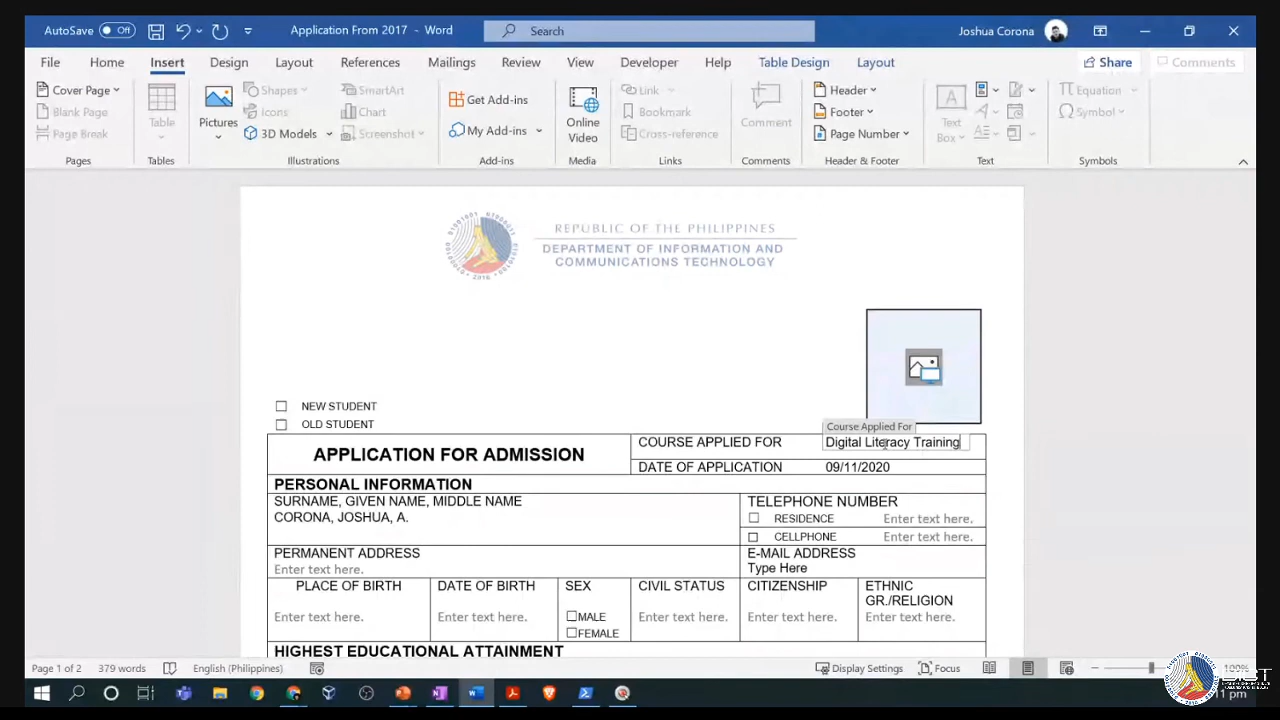 AutoSave Off Application From 2017 - Word Search Joshua Corona
File Home Insert Design Layout References Mailings Review View Developer Help Table Design Layout Share Comments
Cover Page
Blank Page
Page Break
Pages
Table
Tables
Pictures
Shapes
Icons
3D Models
SmartArt
Chart
Screenshot
Illustrations
Get Add-ins
My Add-ins
Add-ins
Online Video
Media
Link
Bookmark
Cross-reference
Links
Comment
Comments
Header
Footer
Page Number
Header & Footer
Text Box
Text
Equation
Symbol
Symbols
REPUBLIC OF THE PHILIPPINES
DEPARTMENT OF INFORMATION AND
COMMUNICATIONS TECHNOLOGY
NEW STUDENT
OLD STUDENT
Course Applied For
APPLICATION FOR ADMISSION
COURSE APPLIED FOR Digital Literacy Training
DATE OF APPLICATION 09/11/2020
PERSONAL INFORMATION
SURNAME, GIVEN NAME, MIDDLE NAME
CORONA, JOSHUA, A.
TELEPHONE NUMBER
RESIDENCE Enter text here.
CELLPHONE Enter text here.
PERMANENT ADDRESS
Enter text here.
E-MAIL ADDRESS
Type Here
PLACE OF BIRTH
Enter text here.
DATE OF BIRTH
Enter text here.
SEX
MALE
FEMALE
CIVIL STATUS
Enter text here.
CITIZENSHIP
Enter text here.
ETHNIC
GR./RELIGION
Enter text here.
HIGHEST EDUCATIONAL ATTAINMENT
Page 1 of 2 379 words English (Philippines) Display Settings Focus 100%